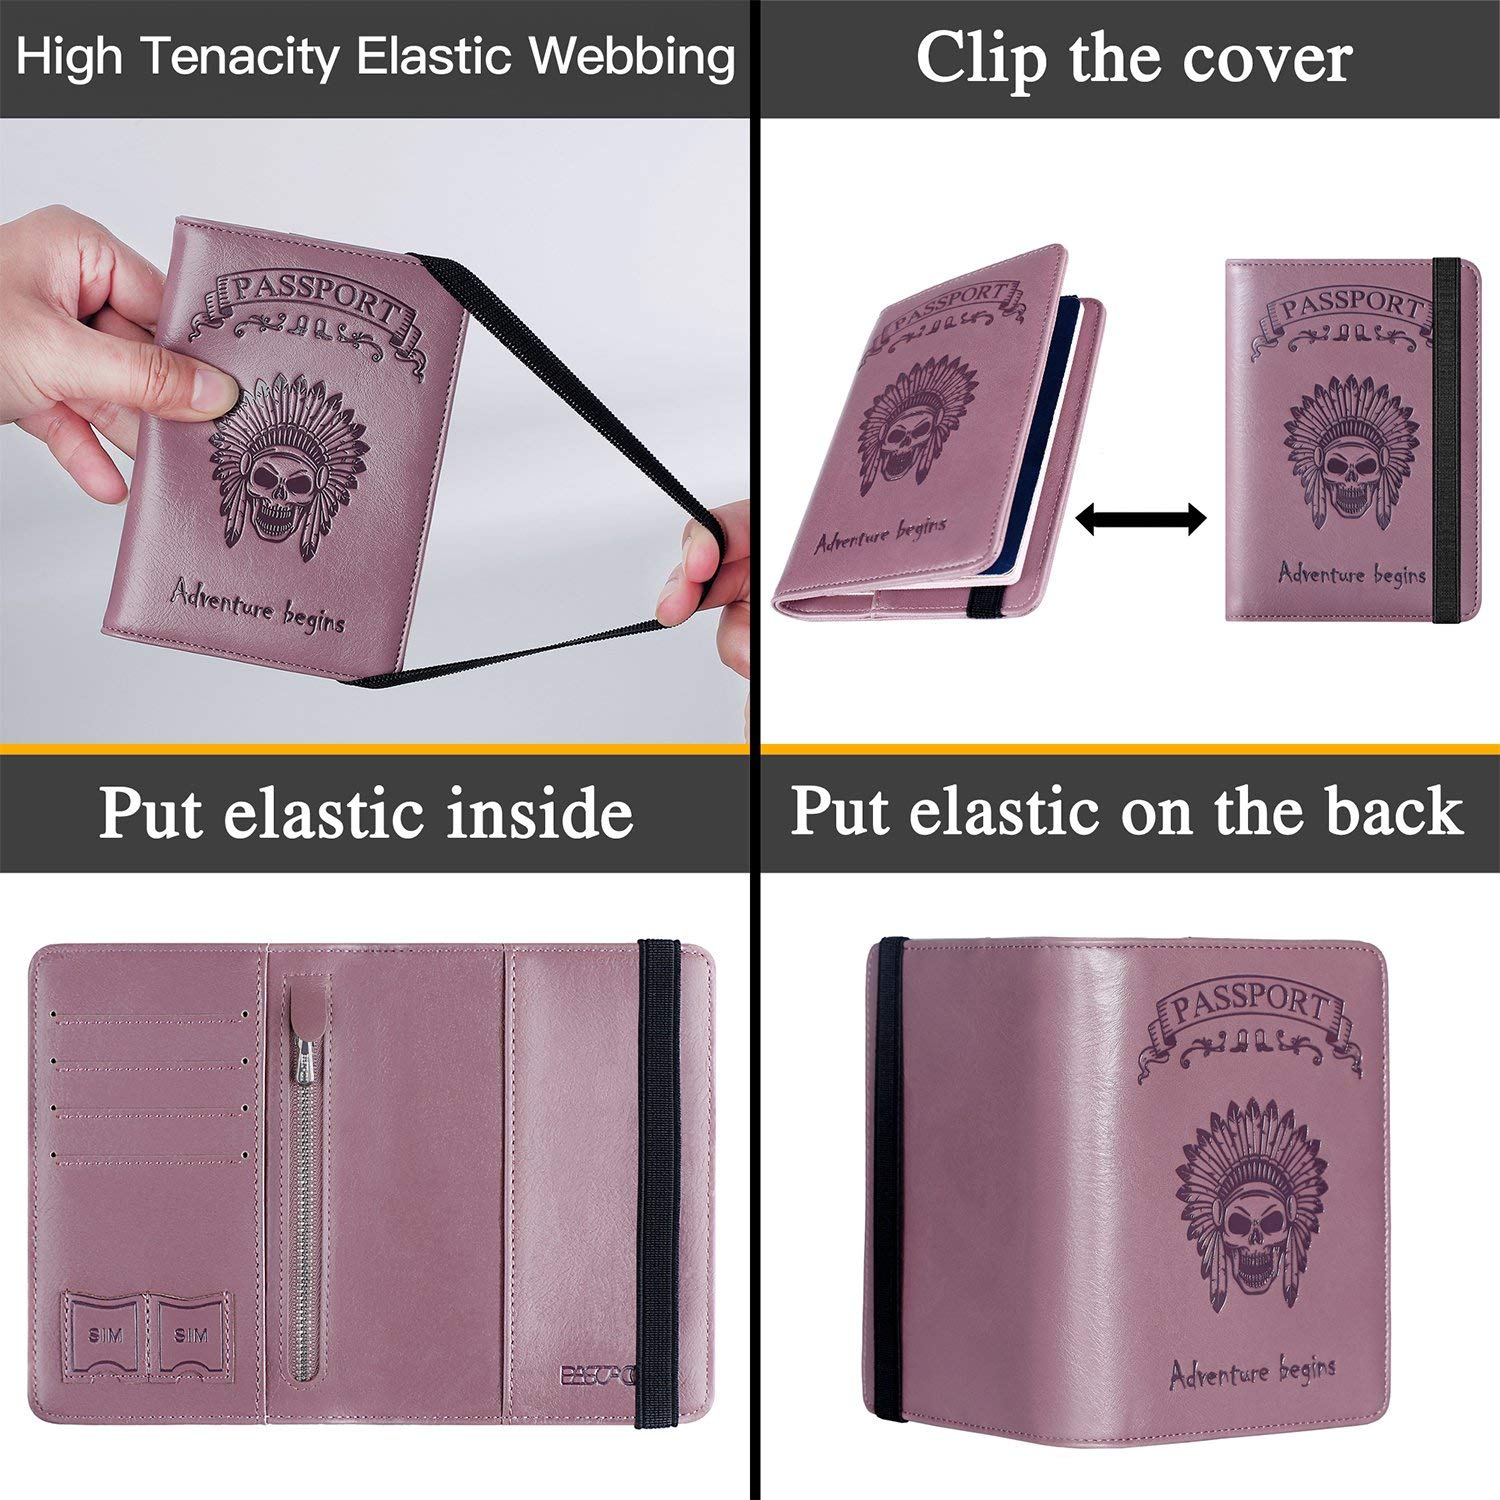 High Tenacity Elastic Webbing
PASSPORT
Adventure begins
Clip the cover
PASSPORT
Adventure begins
PASSPORT
Adventure begins
Put elastic inside
SIM
SIM
Put elastic on the back
PASSPORT
Adventure begins